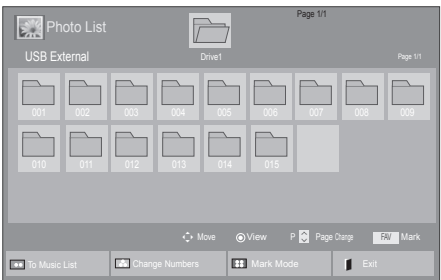 Page 1/1
Photo List
USB External
Drive1
Page 1/1
001 002 003 004 005 006 007 008 009
010 011 012 013 014 015
Move View P Page Change FAV Mark
To Music List Change Numbers Mark Mode Exit